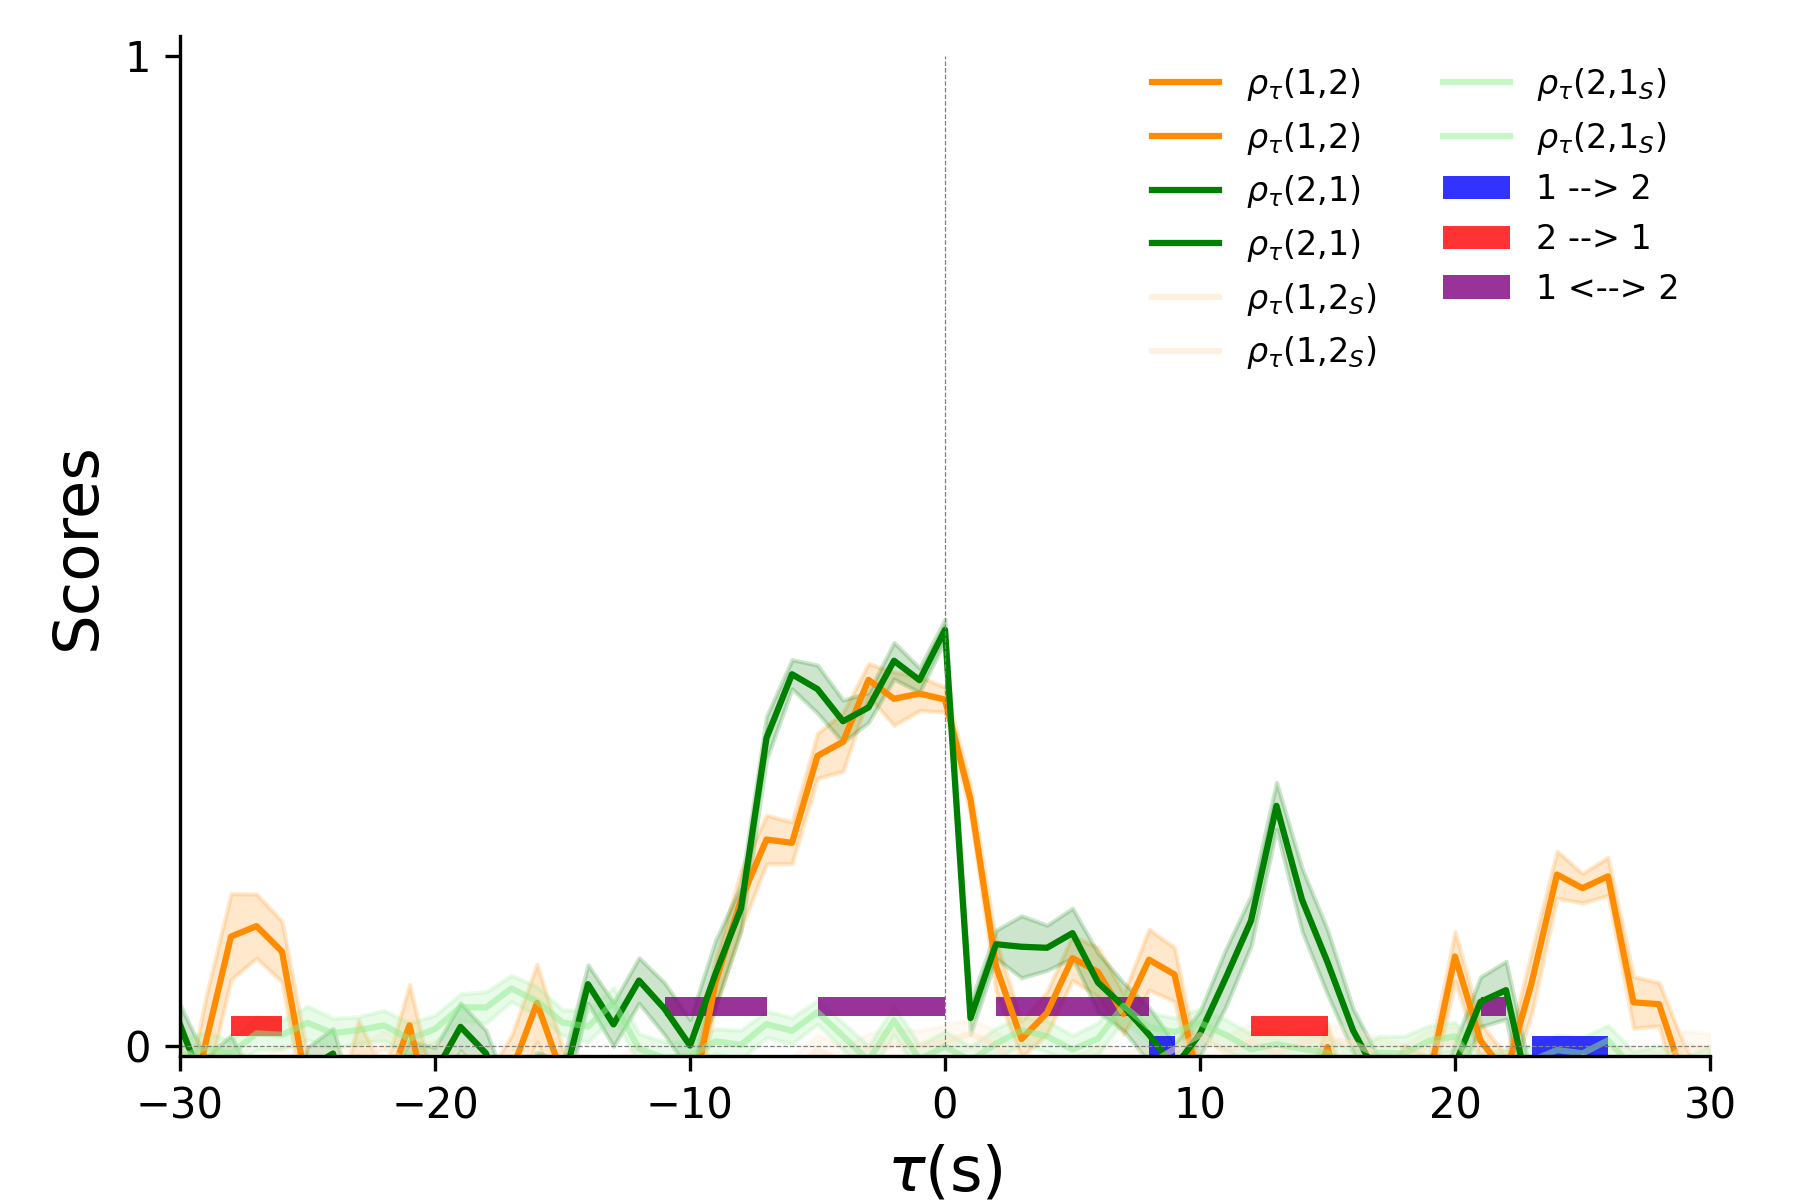 1
ρτ(1,2)
ρτ(1,2)
ρτ(2,1)
ρτ(2,1)
ρτ(1,2S)
ρτ(1,2S)
ρτ(2,1S)
ρτ(2,1S)
1 --> 2
2 --> 1
1 <--> 2
Scores
0
−30 −20 −10 0 10 20 30
τ(s)